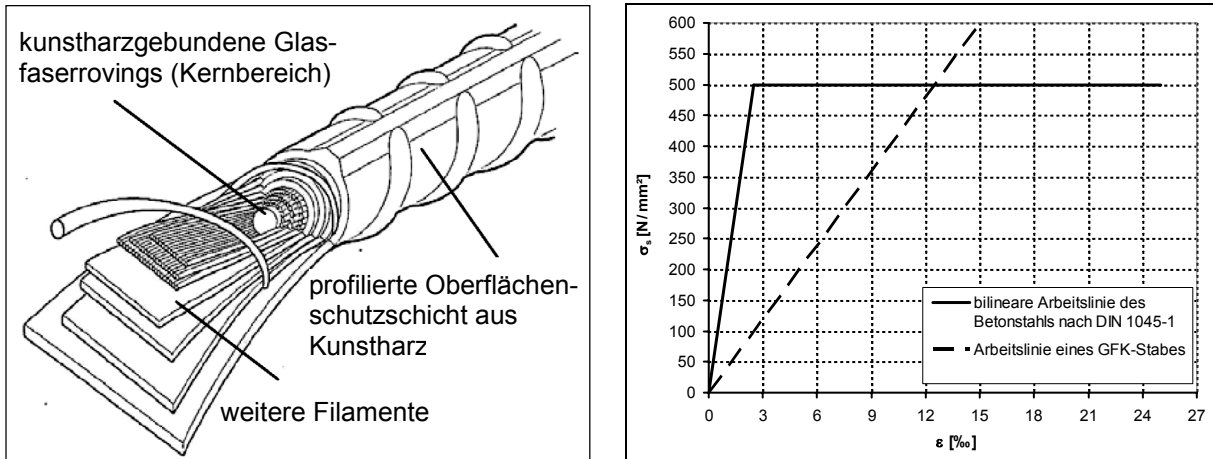 kunstharzgebundene Glas-
faserrovings (Kernbereich)
profilierte Oberflächen-
schutzschicht aus
Kunstharz
weitere Filamente
600
550
500
450
400
350
300
250
200
150
100
50
0
σs [N / mm²]
bilineare Arbeitslinie des
Betonstahls nach DIN 1045-1
Arbeitslinie eines GFK-Stabes
0 3 6 9 12 15 18 21 24 27
ε [‰]